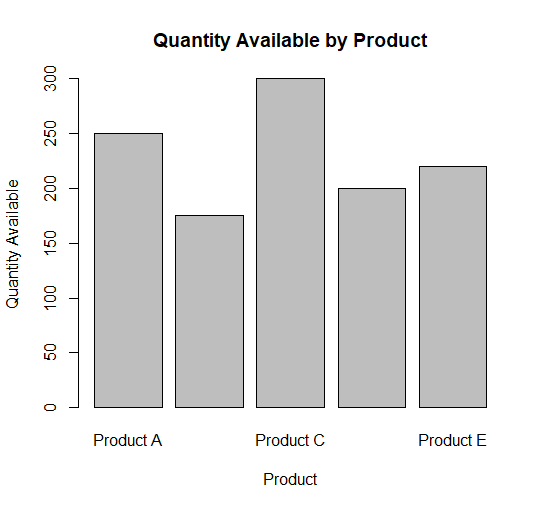 Quantity Available by Product
Quantity Available
300
250
200
150
100
50
0
Product A
Product C
Product E
Product